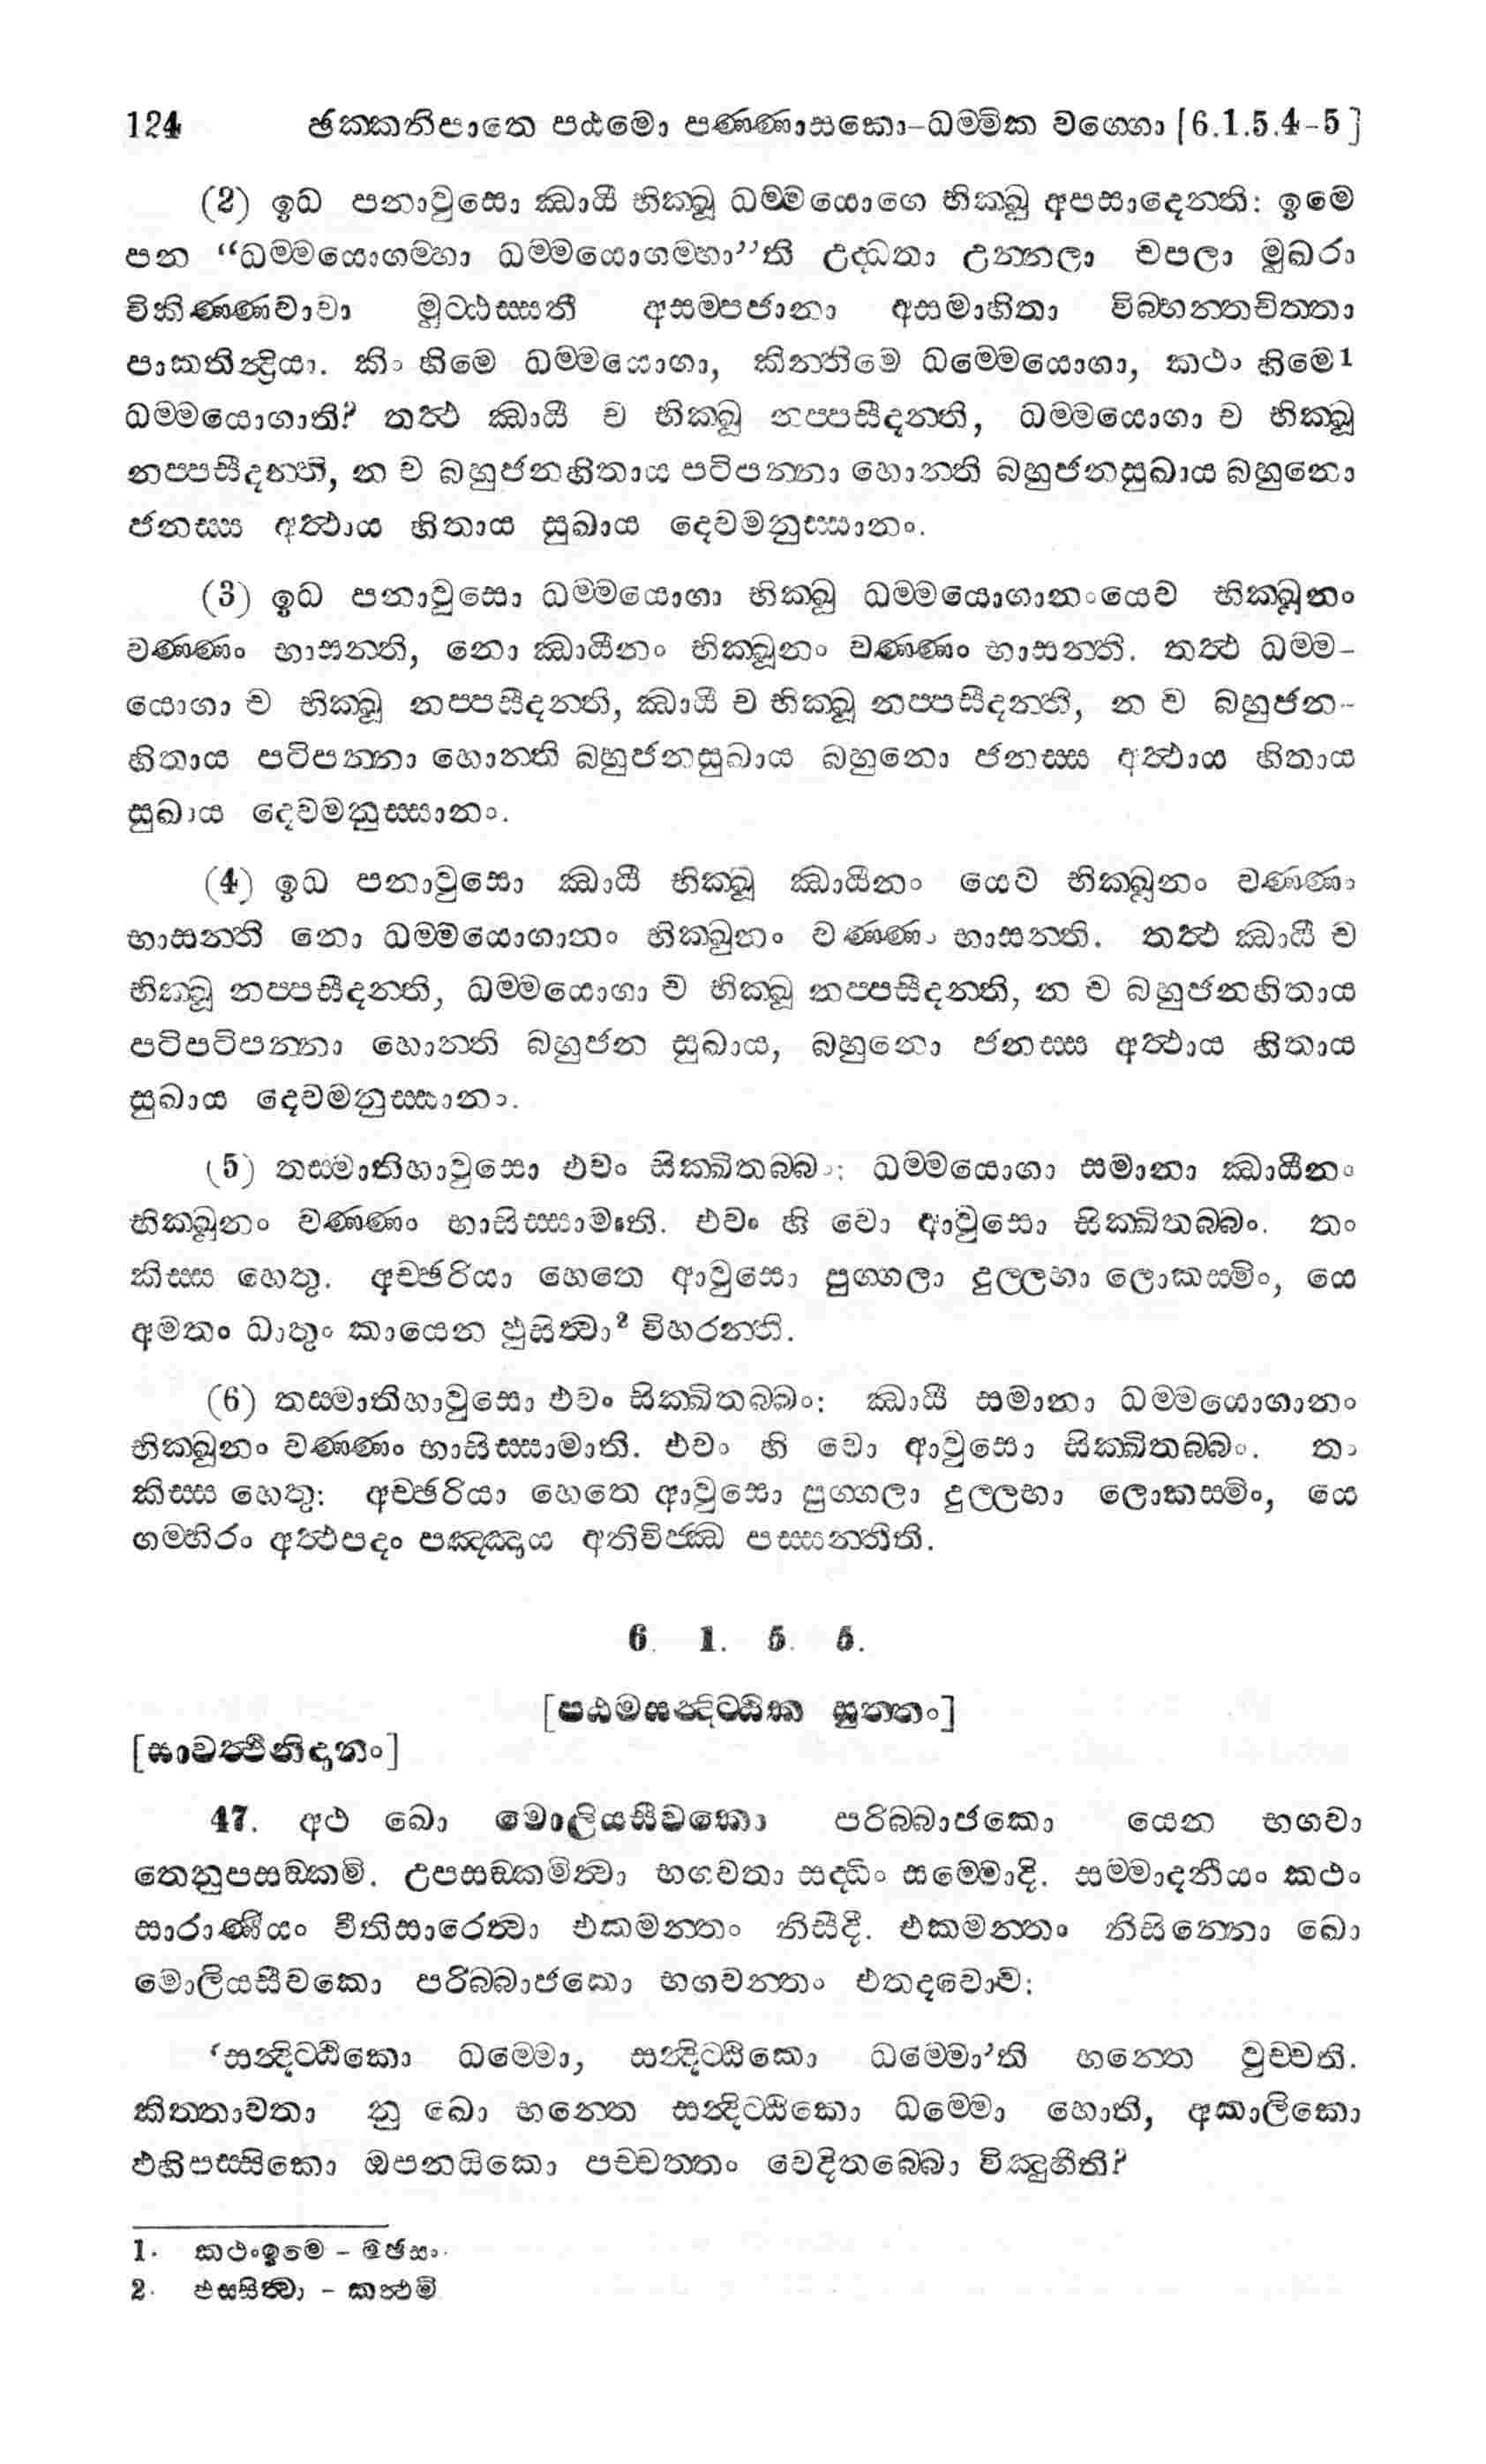 124 ඡක්කනිපාතො පඨමො පණ්ණාසකො-ධම්මික වග්ගො [6.1.5.4-5]
(2) ඉධ පනාවුසො ඣායී භික්ඛූ ධම්මයොගෙ භික්ඛු අපසාදෙන්ති: ඉමෙ
පන “ධම්මයොගම්හා ධම්මයොගම්හා”ති උද්ධතා උන්නලා චපලා මුඛරා
විකිණ්ණවාචා මුට්ඨස්සතී අසම්පජානා අසමාහිතා විබ්භන්තචිත්තා
පාකතින්ද්‍රියා. කිං හිමෙ ධම්මයොගා, කින්තිමෙ ධම්මෙයොගා, කථං හිමෙ1
ධම්මයොගාති? තත්‍ථ ඣායී ච භික්ඛූ නප්පසීදන්ති, ධම්මයොගා ච භික්ඛූ
නප්පසීදන්ති, න ච බහුජනහිතාය පටිපන්නා හොන්ති බහුජනසුඛාය බහුනො
ජනස්ස අත්‍ථාය හිතාය සුඛාය දෙවමනුස්සානං.
(3) ඉධ පනාවුසො ධම්මයොගා භික්ඛු ධම්මයොගානංයෙව භික්ඛූනං
වණ්ණං භාසන්ති, නො ඣායීනං භික්ඛූනං වණ්ණං භාසන්ති. තත්‍ථ ධම්ම-
යොගා ච භික්ඛූ නප්පසීදන්ති, ඣායී ච භික්ඛූ නප්පසීදන්ති, න ච බහුජන-
හිතාය පටිපන්නා හොන්ති බහුජනසුඛාය බහුනො ජනස්ස අත්‍ථාය හිතාය
සුඛාය දෙවමනුස්සානං.
(4) ඉධ පනාවුසො ඣායී භික්ඛූ ඣායීනං යෙව භික්ඛූනං වණ්ණං
භාසන්ති නො ධම්මයොගානං භික්ඛුනං වණ්ණං භාසන්ති. තත්‍ථ ඣායී ච
භික්ඛූ නප්පසීදන්ති, ධම්මයොගා ච භික්ඛූ නප්පසීදන්ති, න ච බහුජනහිතාය
පටිපටිපන්නා හොන්ති බහුජන සුඛාය, බහුනො ජනස්ස අත්‍ථාය හිතාය
සුඛාය දෙවමනුස්සානං.
(5) තස්මාතිහාවුසො එවං සික්ඛිතබ්බං: ධම්මයොගා සමානා ඣායීනං
භික්ඛූනං වණ්ණං භාසිස්සාමාති. එවං හි වො ආවුසො සික්ඛිතබ්බං. තං
කිස්ස හෙතු. අච්ඡරියා හෙතෙ ආවුසො පුග්ගලා දුල්ලභා ලොකස්මිං, යෙ
අමතං ධාතුං කායෙන ඵුසිත්‍වා2 විහරන්ති.
(6) තස්මාතිහාවුසො එවං සික්ඛිතබ්බං: ඣායී සමානා ධම්මයොගානං
භික්ඛූනං වණ්ණං භාසිස්සාමාති. එවං හි වො ආවුසො සික්ඛිතබ්බං. තං
කිස්ස හෙතු: අච්ඡරියා හෙතෙ ආවුසො පුග්ගලා දුල්ලභා ලොකස්මිං, යෙ
ගම්භිරං අත්‍ථපදං පඤ්ඤාය අතිවිජ්ඣ පස්සන්තීති.
6. 1. 5. 5.
[පඨමසන්දිට්ඨික සුත්තං]
[සාවත්‍ථිනිදානං]
47. අථ ඛො මොලියසීවකො පරිබ්බාජකො යෙන භගවා
තෙනුපසඞ්කමි. උපසඞ්කමිත්‍වා භගවතා සද්ධිං සම්මොදි. සම්මොදනීයං කථං
සාරාණීයං වීතිසාරෙත්‍වා එකමන්තං නිසීදි. එකමන්තං නිසින්නො ඛො
මොලියසීවකො පරිබ්බාජකො භගවන්තං එතදවොච:
‘සන්දිට්ඨිකො ධම්මො, සන්දිට්ඨිකො ධම්මො’ති භන්තෙ වුච්චති.
කිත්තාවතා නු ඛො භන්තෙ සන්දිට්ඨිකො ධම්මො හොති, අකාලිකො
එහිපස්සිකො ඔපනයිකො පච්චත්තං වෙදිතබ්බො විඤ්ඤුහීති?
1. කථංඉමෙ - මඡසං.
2. ඵස්සිත්‍වා - කත්‍ථචි